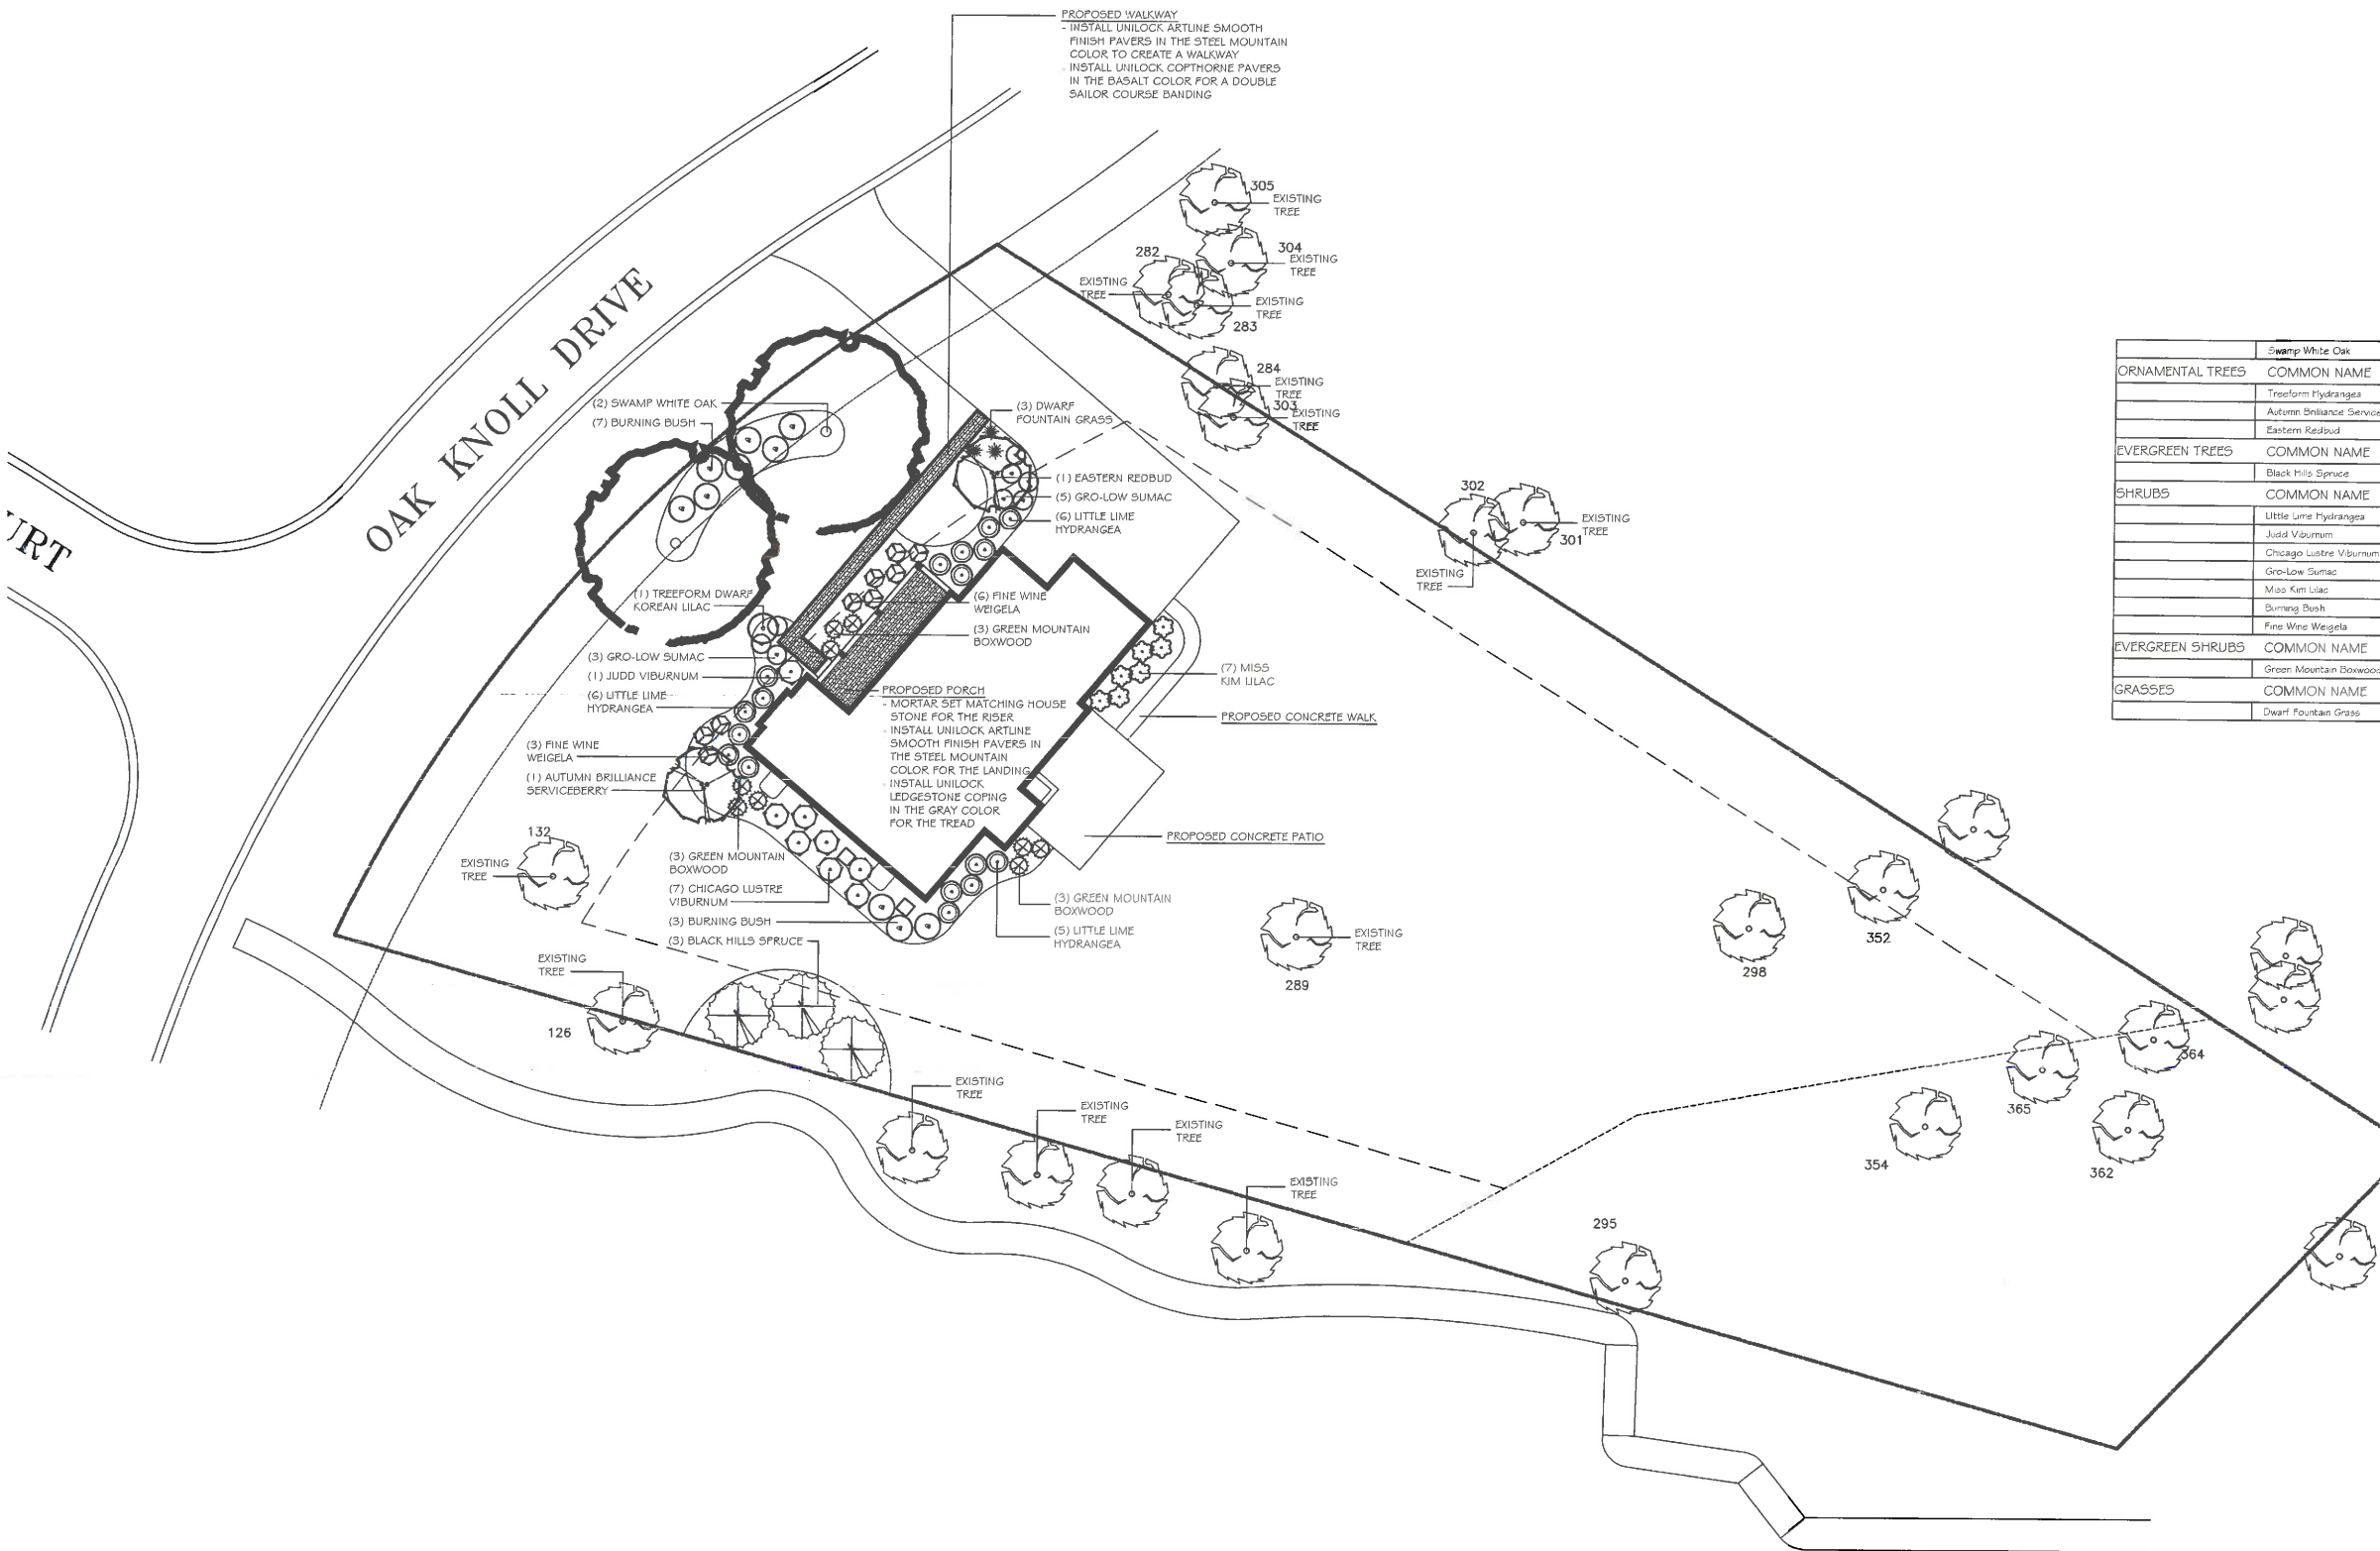 PROPOSED WALKWAY
- INSTALL UNILOCK ARTLINE SMOOTH
FINISH PAVERS IN THE STEEL MOUNTAIN
COLOR TO CREATE A WALKWAY
- INSTALL UNILOCK COPTHORNE PAVERS
IN THE BASALT COLOR FOR A DOUBLE
SAILOR COURSE BANDING
305
EXISTING
TREE
304
EXISTING
TREE
282
EXISTING
TREE
EXISTING
TREE
283
284
EXISTING
TREE
303
EXISTING
TREE
302
EXISTING
TREE
301
EXISTING
TREE
OAK KNOLL DRIVE
URT
(2) SWAMP WHITE OAK
(7) BURNING BUSH
(3) DWARF
FOUNTAIN GRASS
(1) EASTERN REDBUD
(5) GRO-LOW SUMAC
(6) LITTLE LIME
HYDRANGEA
(1) TREEFORM DWARF
KOREAN LILAC
(6) FINE WINE
WEIGELA
(3) GREEN MOUNTAIN
BOXWOOD
(3) GRO-LOW SUMAC
(1) JUDD VIBURNUM
(6) LITTLE LIME
HYDRANGEA
(7) MISS
KIM LILAC
PROPOSED CONCRETE WALK
PROPOSED PORCH
- MORTAR SET MATCHING HOUSE
STONE FOR THE RISER
- INSTALL UNILOCK ARTLINE
SMOOTH FINISH PAVERS IN
THE STEEL MOUNTAIN
COLOR FOR THE LANDING
- INSTALL UNILOCK
LEDGESTONE COPING
IN THE GRAY COLOR
FOR THE TREAD
(3) FINE WINE
WEIGELA
(1) AUTUMN BRILLIANCE
SERVICEBERRY
PROPOSED CONCRETE PATIO
132
EXISTING
TREE
(3) GREEN MOUNTAIN
BOXWOOD
(7) CHICAGO LUSTRE
VIBURNUM
(3) BURNING BUSH
(3) BLACK HILLS SPRUCE
(3) GREEN MOUNTAIN
BOXWOOD
(5) LITTLE LIME
HYDRANGEA
EXISTING
TREE
126
EXISTING
TREE
289
298
352
364
365
354
362
295
EXISTING
TREE
EXISTING
TREE
EXISTING
TREE
EXISTING
TREE
Swamp White Oak
ORNAMENTAL TREES COMMON NAME
Treeform Hydrangea
Autumn Brilliance Service
Eastern Redbud
EVERGREEN TREES COMMON NAME
Black Hills Spruce
SHRUBS COMMON NAME
Little Lime Hydrangea
Judd Viburnum
Chicago Lustre Viburnum
Gro-Low Sumac
Miss Kim Lilac
Burning Bush
Fine Wine Weigela
EVERGREEN SHRUBS COMMON NAME
Green Mountain Boxwood
GRASSES COMMON NAME
Dwarf Fountain Grass